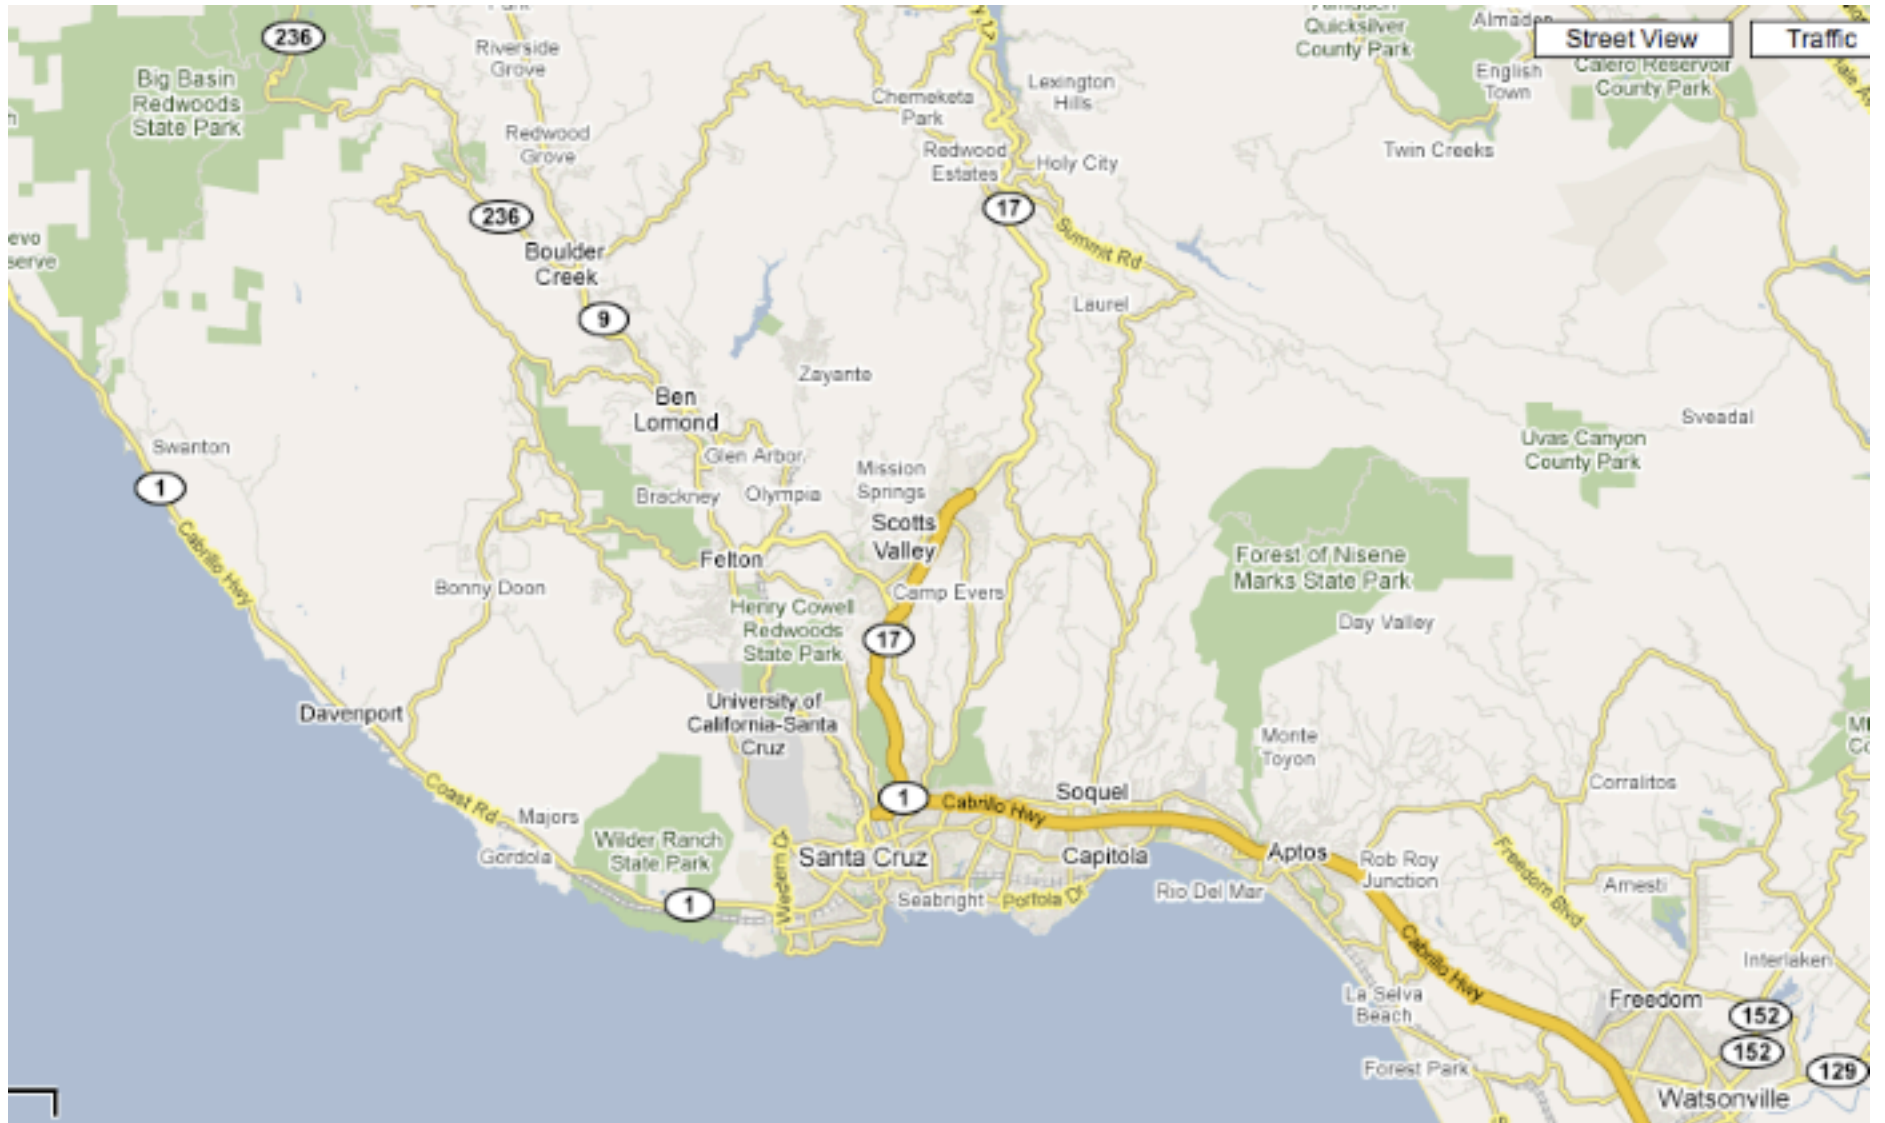 236
Big Basin
Redwoods
State Park
Riverside
Grove
Redwood
Grove
236
Boulder
Creek
9
Chemeketa
Park
Lexington
Hills
Redwood
Estates
Holy City
17
Summit Rd
Laurel
Quicksilver
County Park
English
Town
Street View
Traffic
Calero Reservoir
County Park
Twin Creeks
Zayante
Ben
Lomond
Glen Arbor
Brackney
Olympia
Mission
Springs
Scotts
Valley
Felton
Camp Evers
Swanton
1
Cabrillo Hwy
Bonny Doon
Henry Cowell
Redwoods
State Park
17
Sveadal
Uvas Canyon
County Park
Forest of Nisene
Marks State Park
Day Valley
Davenport
University of
California-Santa
Cruz
Monte
Toyon
Corralitos
Coast Rd
Majors
Gordola
Wilder Ranch
State Park
1
Western Dr
1
Cabrillo Hwy
Soquel
Santa Cruz
Capitola
Seabright
Portola Dr
Rio Del Mar
Aptos
Rob Roy
Junction
Freedom Blvd
Amesti
Cabrillo Hwy
Interlaken
La Selva
Beach
Freedom
152
152
129
Forest Park
Watsonville